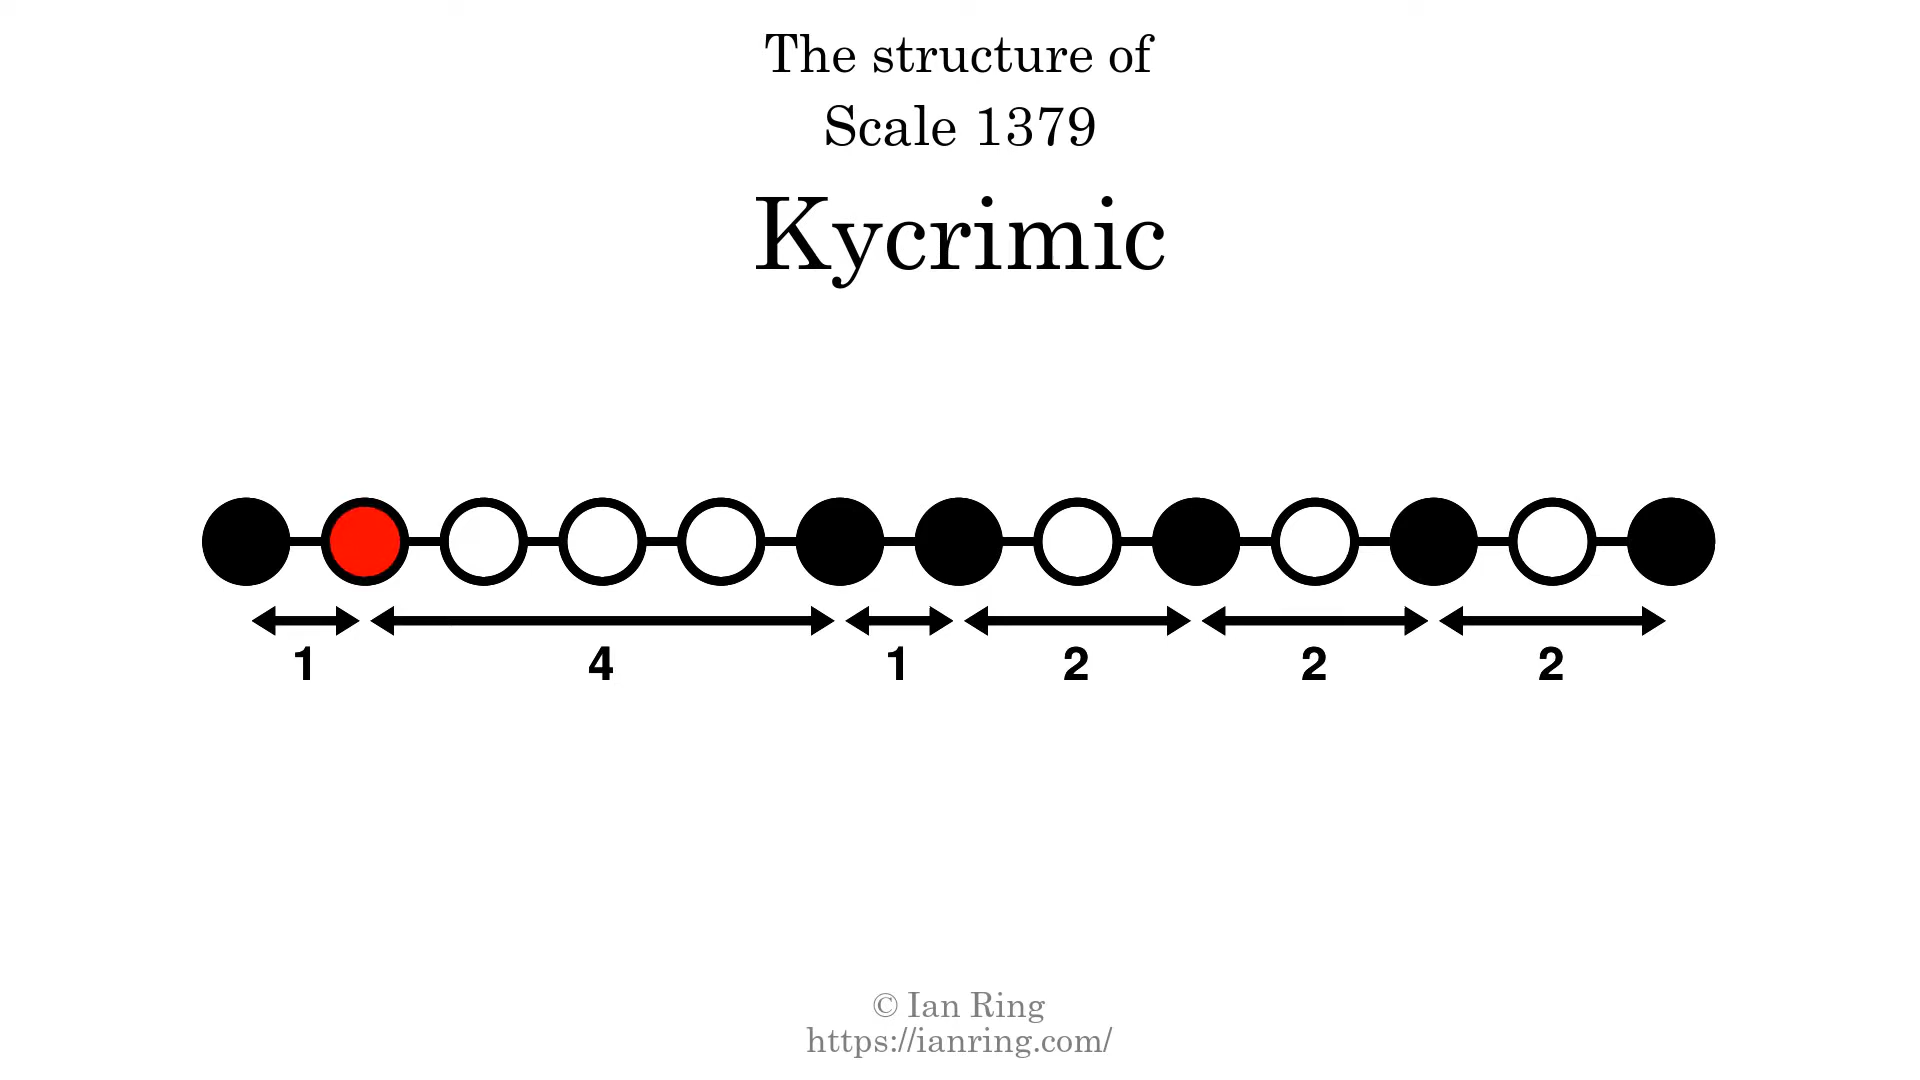 The structure of
Scale 1379
Kycrimic
1 4 1 2 2 2
© Ian Ring
https://ianring.com/